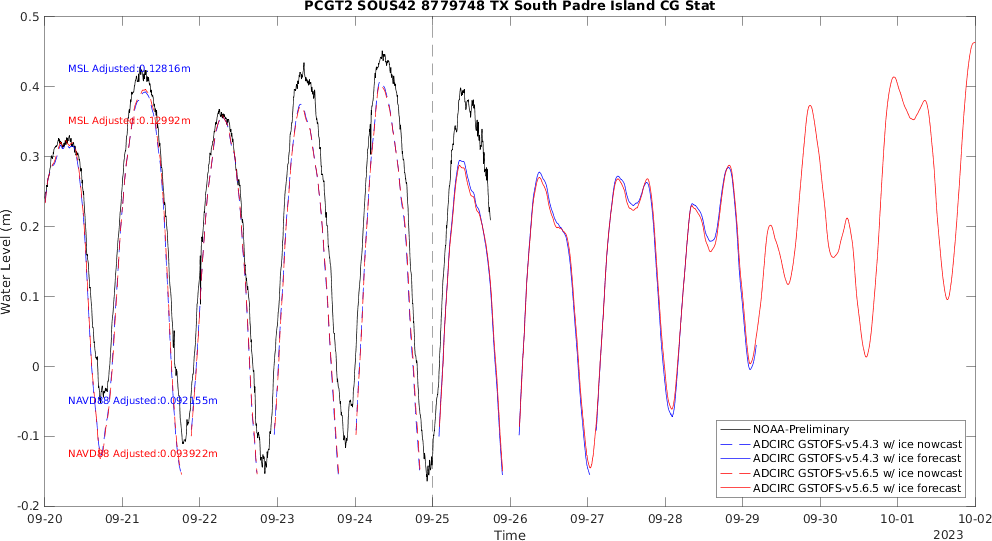 PCGT2 SOUS42 8779748 TX South Padre Island CG Stat
Water Level (m)
0.5
0.4
0.3
0.2
0.1
0
-0.1
-0.2
MSL Adjusted:0.12816m
MSL Adjusted:0.12992m
NAVD88 Adjusted:0.092155m
NAVD88 Adjusted:0.093922m
NOAA-Preliminary
ADCIRC GSTOFS-v5.4.3 w/ ice nowcast
ADCIRC GSTOFS-v5.4.3 w/ ice forecast
ADCIRC GSTOFS-v5.6.5 w/ ice nowcast
ADCIRC GSTOFS-v5.6.5 w/ ice forecast
09-20 09-21 09-22 09-23 09-24 09-25 09-26 09-27 09-28 09-29 09-30 10-01 10-02
Time
2023